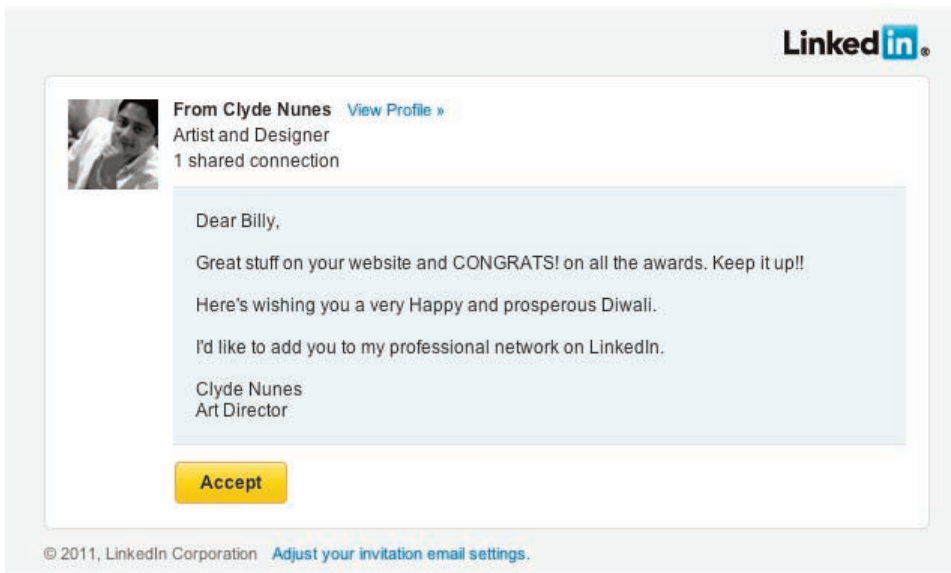 Linked in ®
From Clyde Nunes View Profile »
Artist and Designer
1 shared connection
Dear Billy,
Great stuff on your website and CONGRATS! on all the awards. Keep it up!!
Here's wishing you a very Happy and prosperous Diwali.
I'd like to add you to my professional network on LinkedIn.
Clyde Nunes
Art Director
Accept
© 2011, LinkedIn Corporation Adjust your invitation email settings.